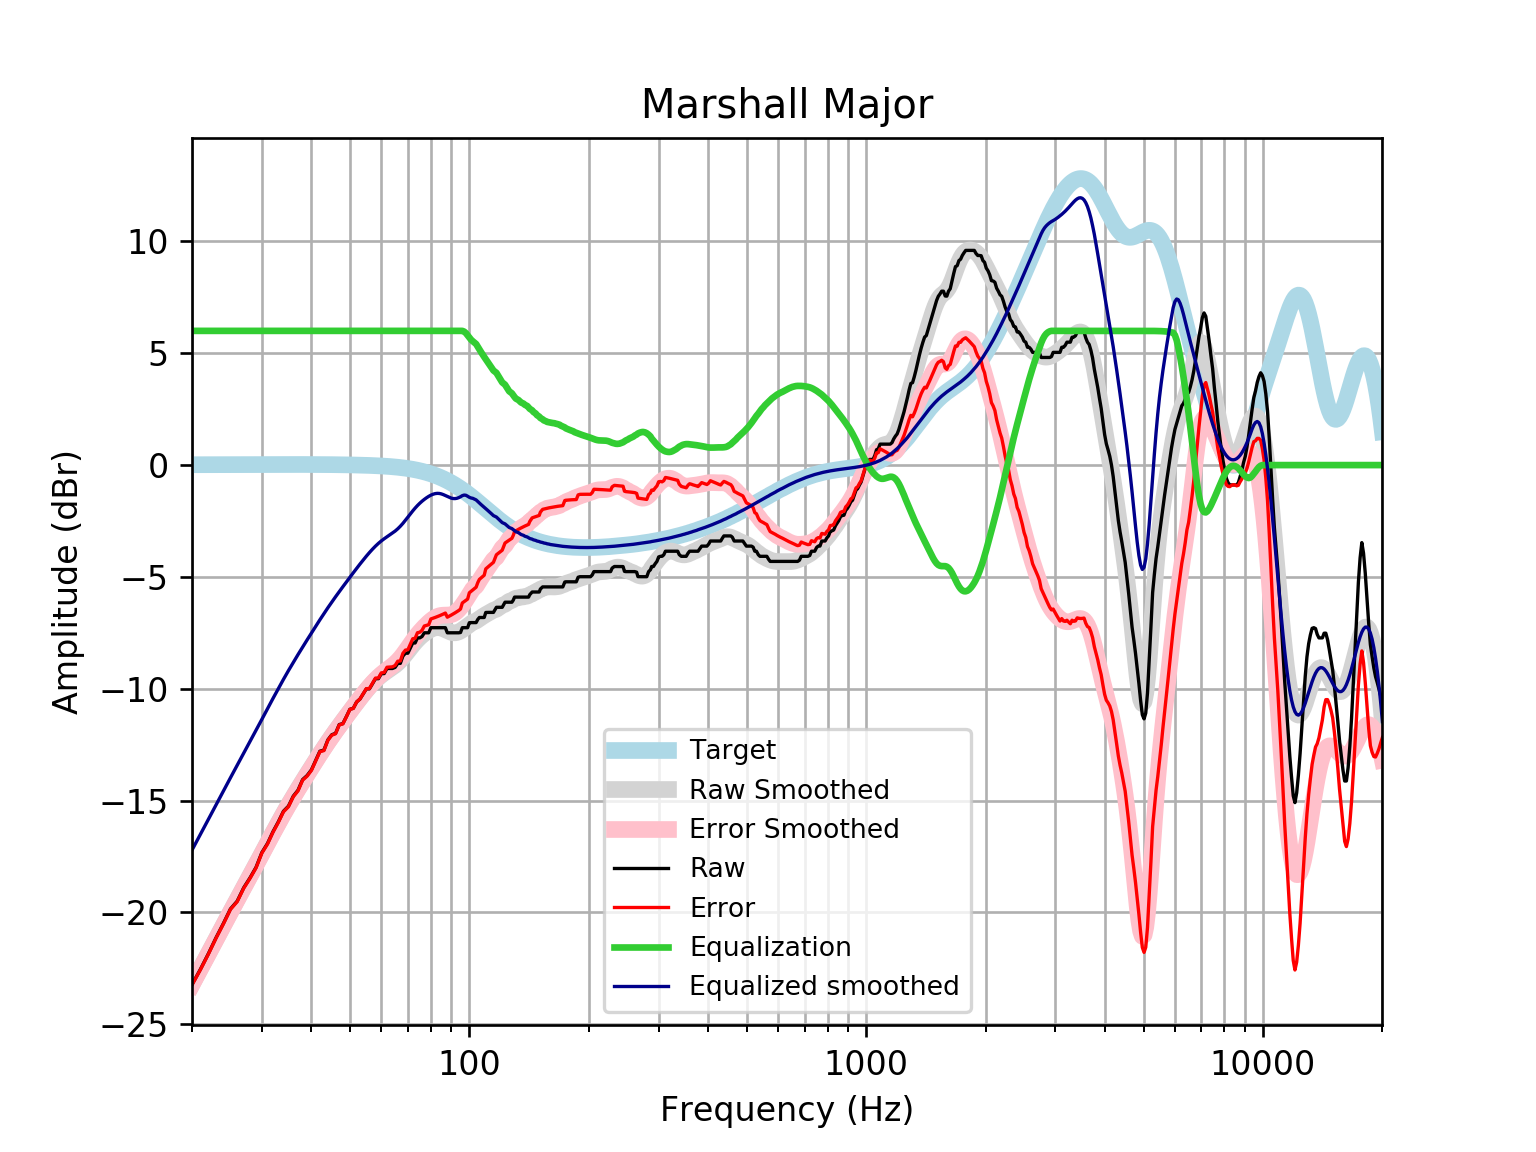 Marshall Major
Amplitude (dBr)
10
5
0
−5
−10
−15
−20
−25
Target
Raw Smoothed
Error Smoothed
Raw
Error
Equalization
Equalized smoothed
100
1000
10000
Frequency (Hz)